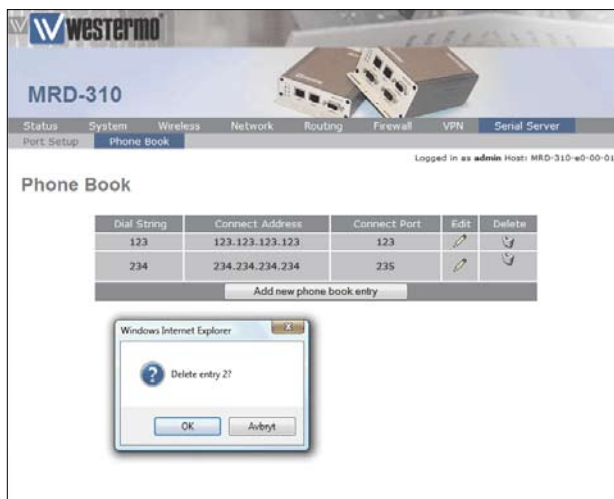 westermo
MRD-310
Status System Wireless Network Routing Firewall VPN Serial Server
Port Setup Phone Book
Logged in as admin Host: MRD-310-e0-00-01
Phone Book
Dial String Connect Address Connect Port Edit Delete
123 123.123.123.123 123
234 234.234.234.234 235
Add new phone book entry
Windows Internet Explorer
Delete entry 2?
OK Avbryt